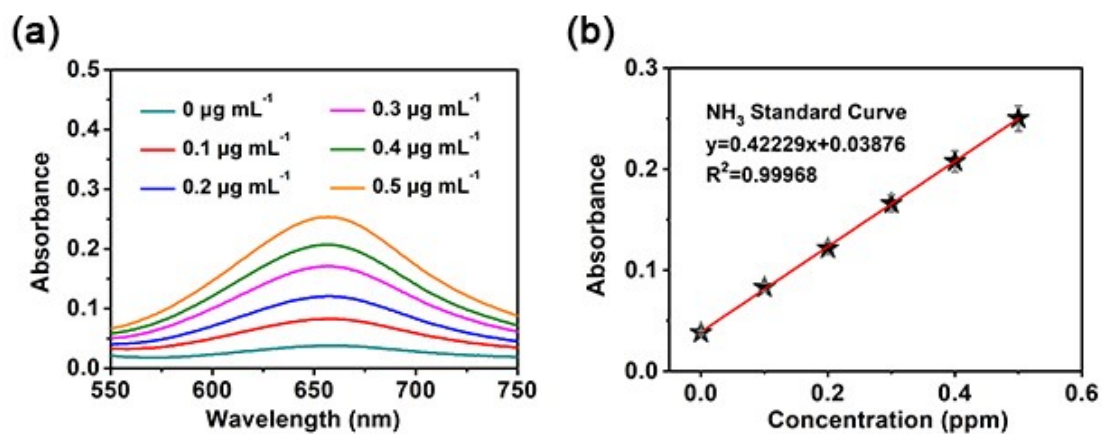 (a)
0.5
0.4
0.3
0.2
0.1
0.0
Absorbance
0 µg mL⁻¹
0.1 µg mL⁻¹
0.2 µg mL⁻¹
0.3 µg mL⁻¹
0.4 µg mL⁻¹
0.5 µg mL⁻¹
550 600 650 700 750
Wavelength (nm)
(b)
0.3
0.2
0.1
0.0
Absorbance
NH₃ Standard Curve
y=0.42229x+0.03876
R²=0.99968
0.0 0.2 0.4 0.6
Concentration (ppm)